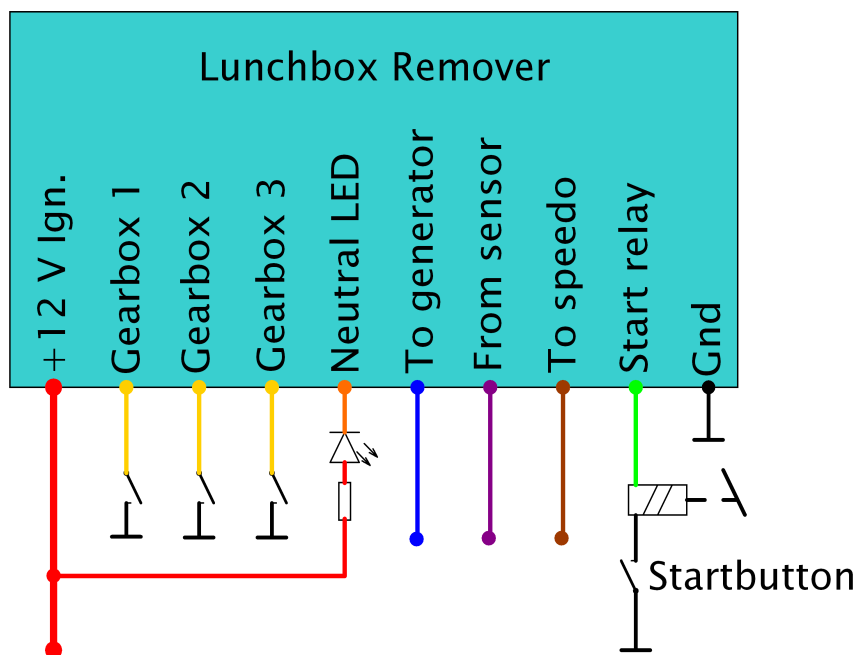 Lunchbox Remover
+12 V Ign.
Gearbox 1
Gearbox 2
Gearbox 3
Neutral LED
To generator
From sensor
To speedo
Start relay
Gnd
Startbutton